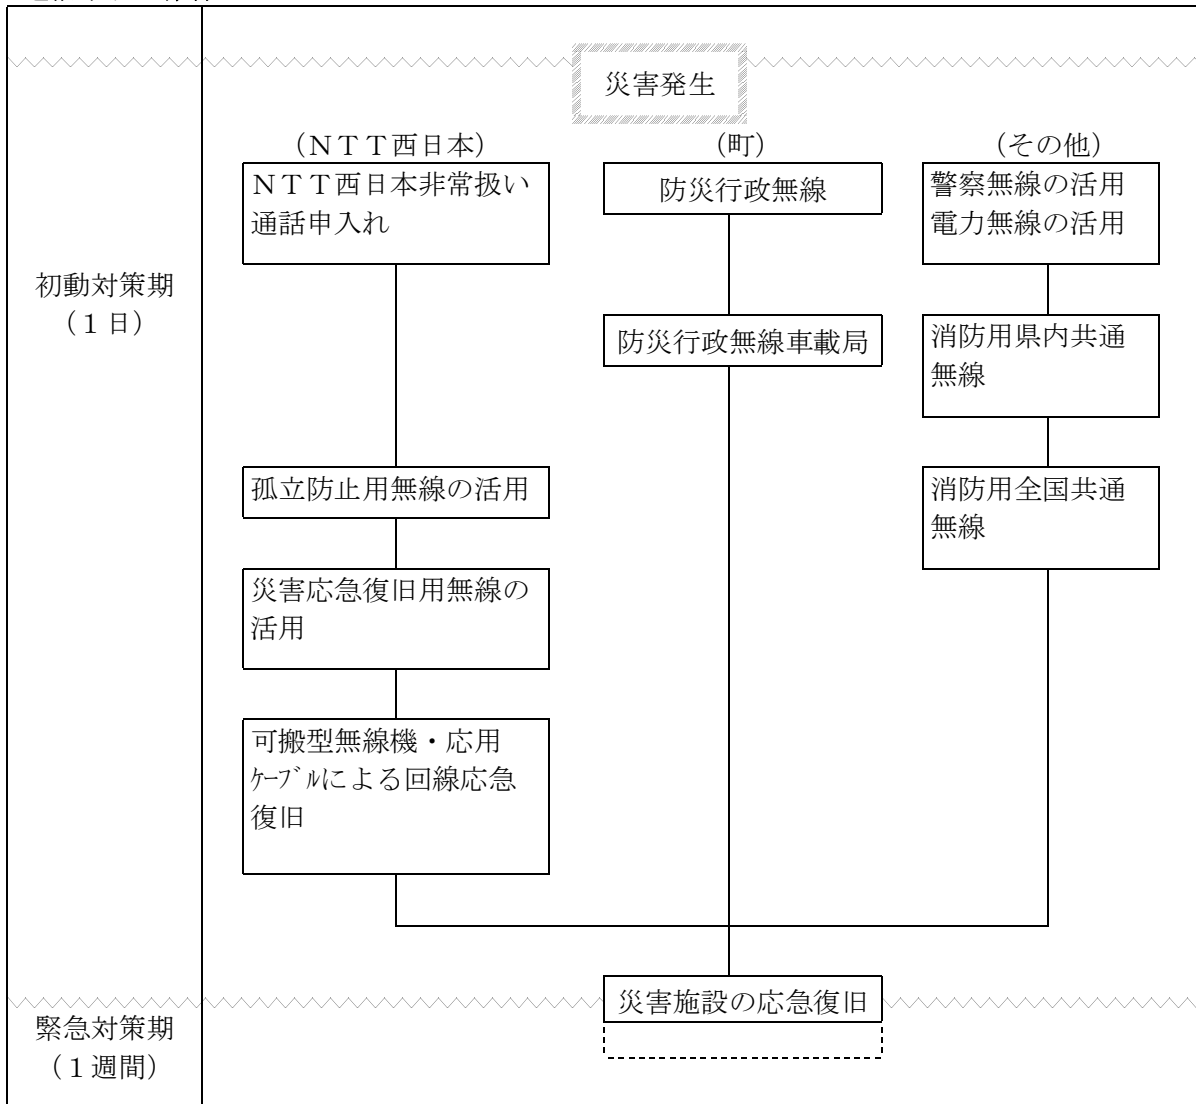 災害発生
初動対策期
（１日）
（ＮＴＴ西日本）
ＮＴＴ西日本非常扱い
通話申入れ
孤立防止用無線の活用
災害応急復旧用無線の
活用
可搬型無線機・応用
ｹｰﾌﾞﾙによる回線応急
復旧
（町）
防災行政無線
防災行政無線車載局
（その他）
警察無線の活用
電力無線の活用
消防用県内共通
無線
消防用全国共通
無線
災害施設の応急復旧
緊急対策期
（１週間）